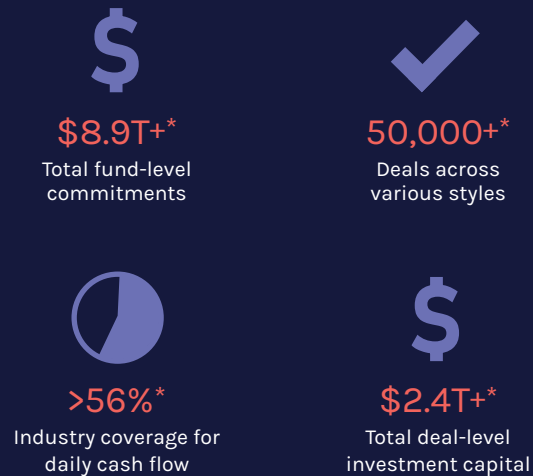 $
$8.9T+*
Total fund-level
commitments
50,000+*
Deals across
various styles
>56%*
Industry coverage for
daily cash flow
$
$2.4T+*
Total deal-level
investment capital